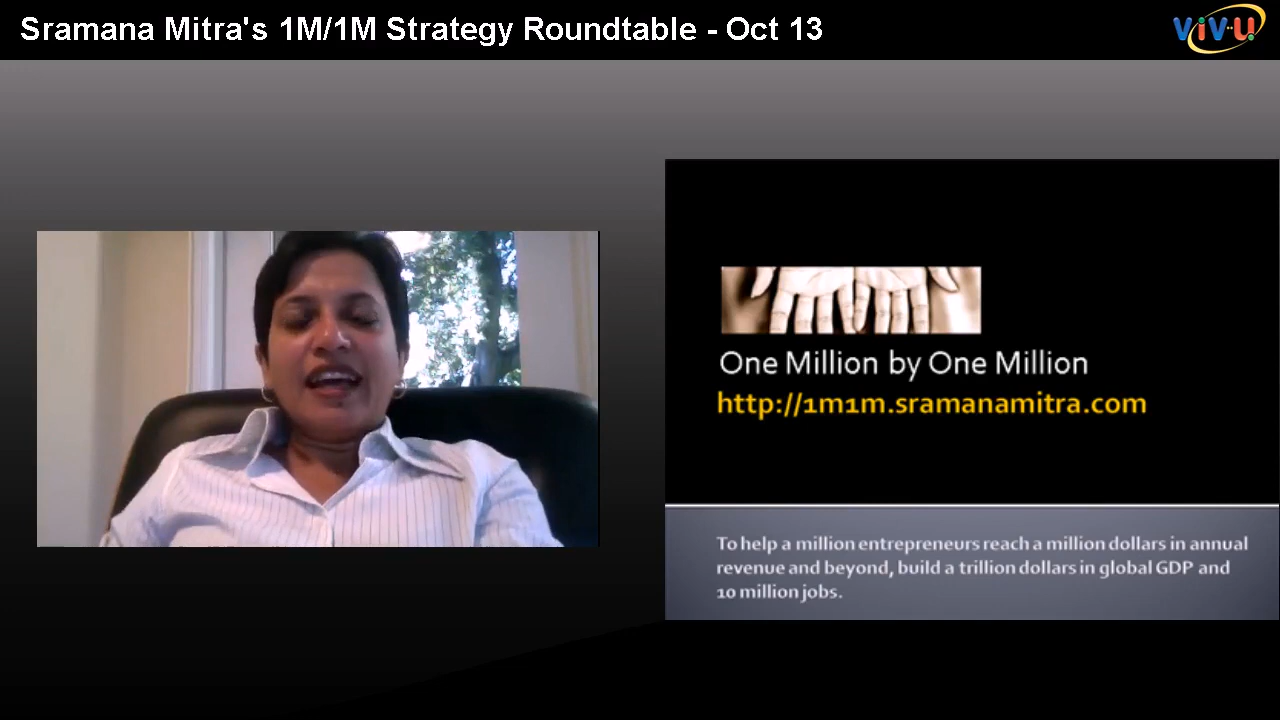 Sramana Mitra's 1M/1M Strategy Roundtable - Oct 13
ViVU!
One Million by One Million
http://1m1m.sramanamitra.com
To help a million entrepreneurs reach a million dollars in annual
revenue and beyond, build a trillion dollars in global GDP and
10 million jobs.